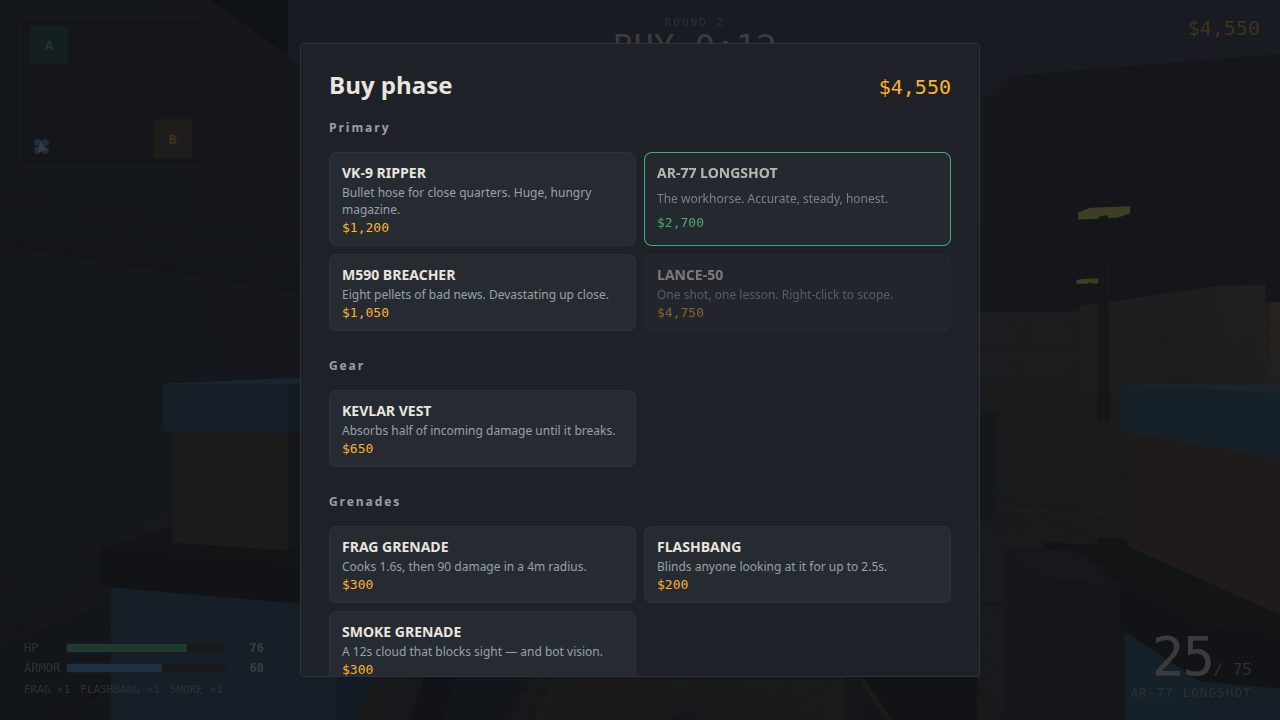 ROUND 2
BUY 0:12
$4,550
A
B
Buy phase
$4,550
Primary
VK-9 RIPPER
Bullet hose for close quarters. Huge, hungry
magazine.
$1,200
AR-77 LONGSHOT
The workhorse. Accurate, steady, honest.
$2,700
M590 BREACHER
Eight pellets of bad news. Devastating up close.
$1,050
LANCE-50
One shot, one lesson. Right-click to scope.
$4,750
Gear
KEVLAR VEST
Absorbs half of incoming damage until it breaks.
$650
Grenades
FRAG GRENADE
Cooks 1.6s, then 90 damage in a 4m radius.
$300
FLASHBANG
Blinds anyone looking at it for up to 2.5s.
$200
SMOKE GRENADE
A 12s cloud that blocks sight — and bot vision.
$300
HP 76
ARMOR 60
FRAG ×1 FLASHBANG ×1 SMOKE ×1
25 / 75
AR-77 LONGSHOT